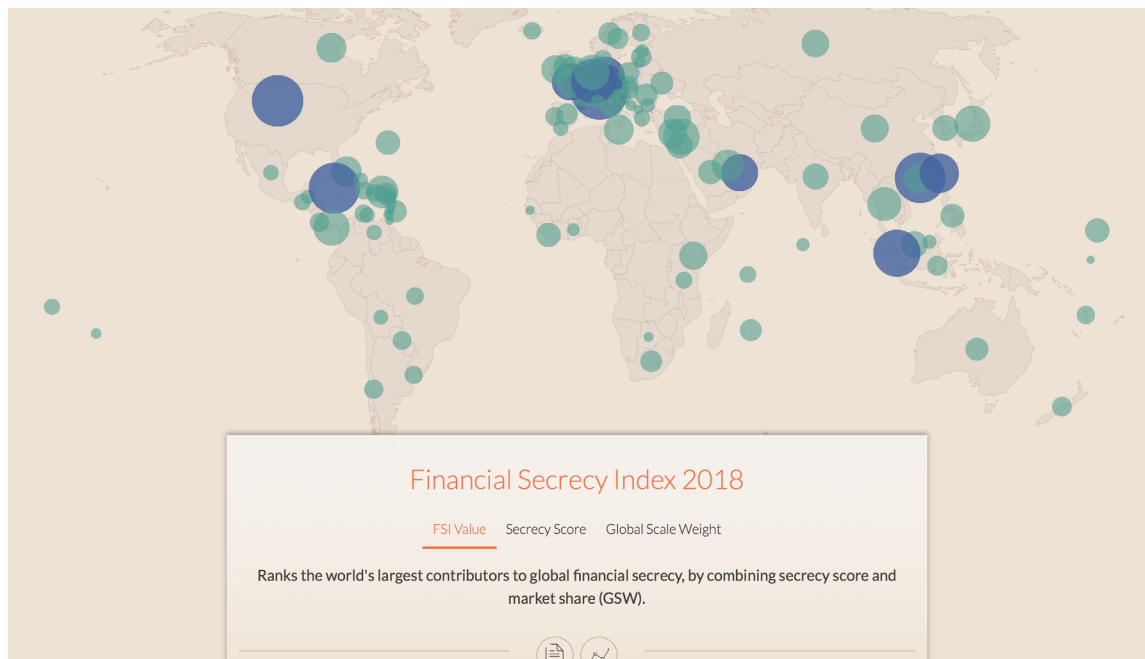 Financial Secrecy Index 2018
FSI Value Secrecy Score Global Scale Weight
Ranks the world's largest contributors to global financial secrecy, by combining secrecy score and
market share (GSW).